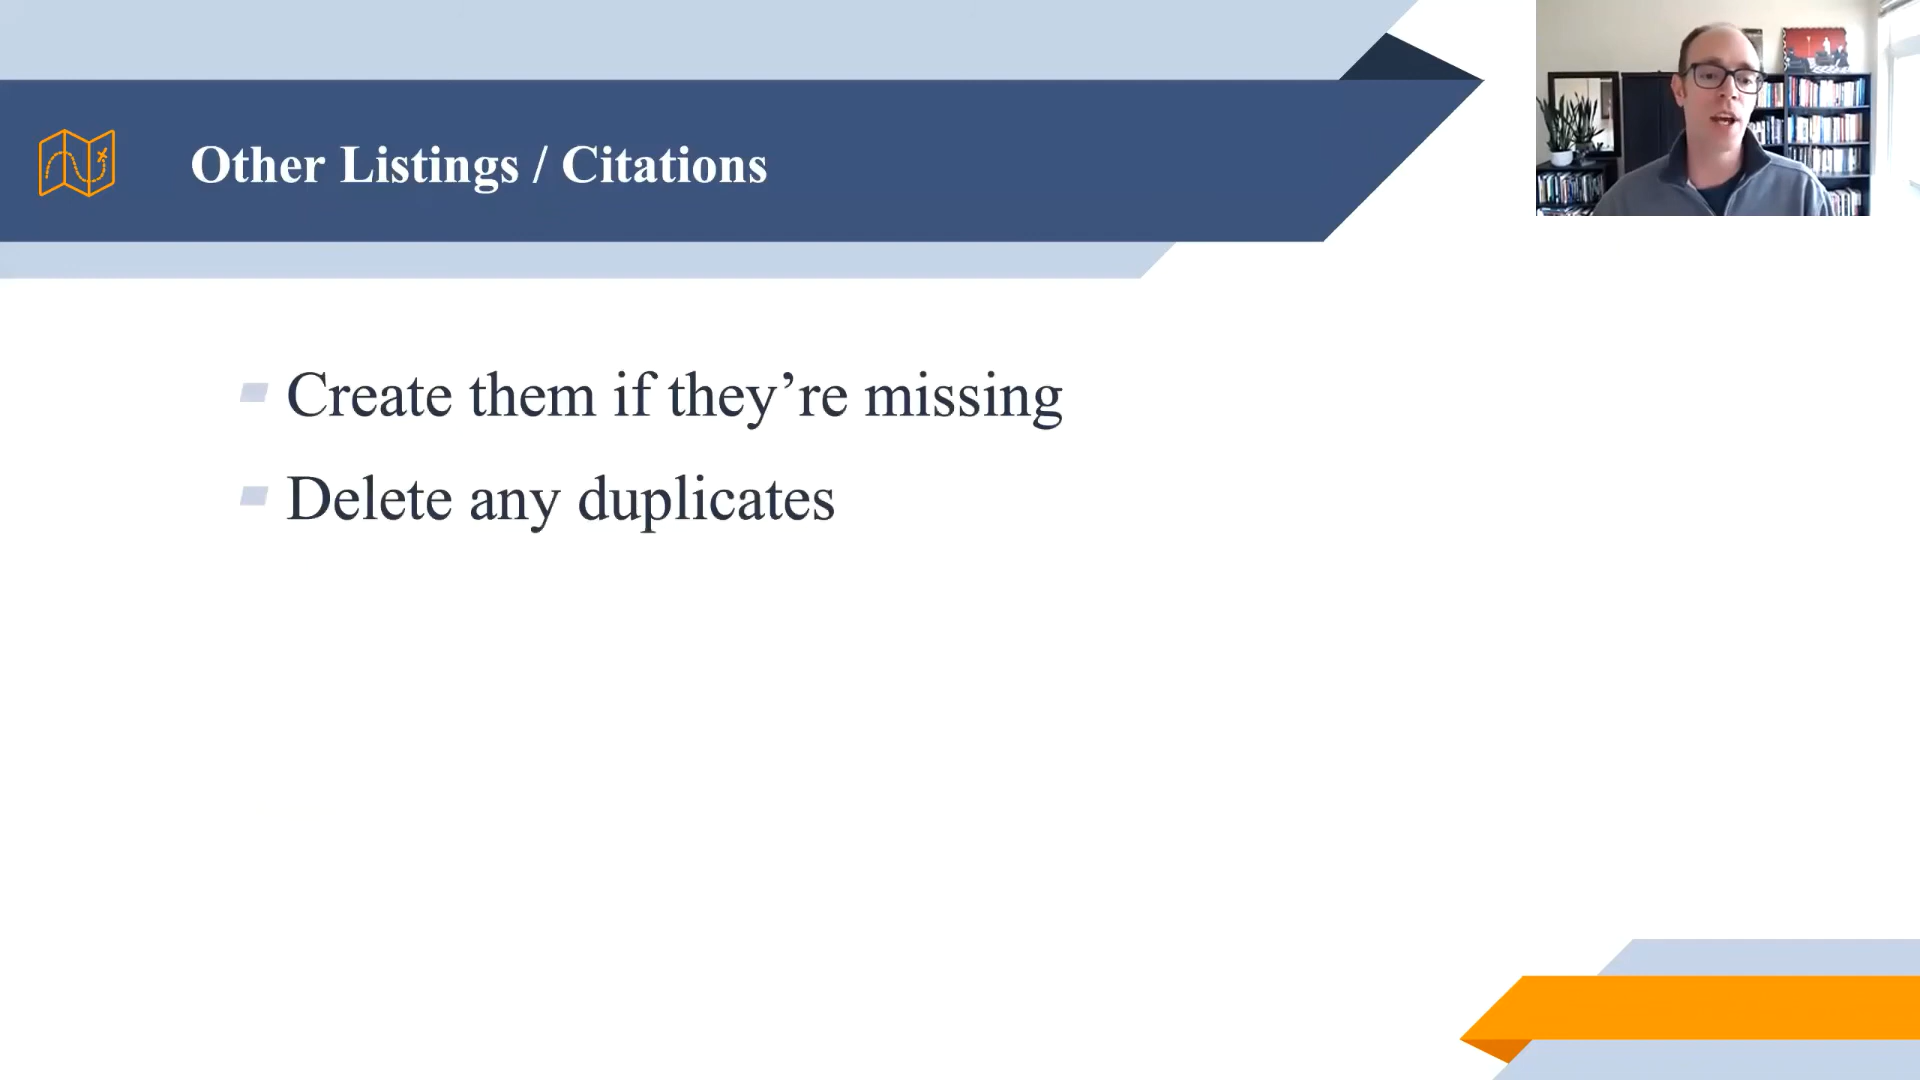 Other Listings / Citations
Create them if they’re missing
Delete any duplicates